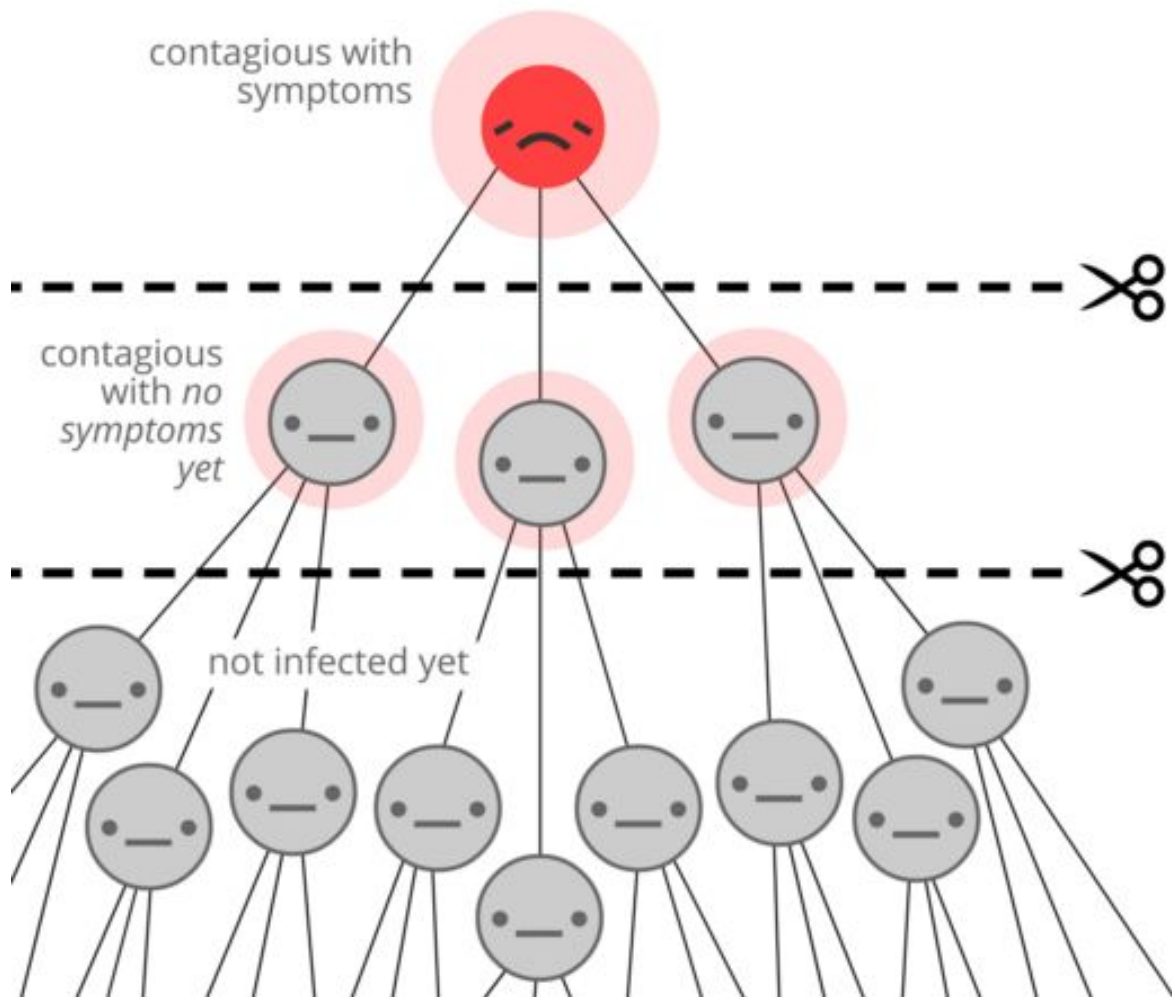 contagious with
symptoms
contagious
with no
symptoms
yet
not infected yet